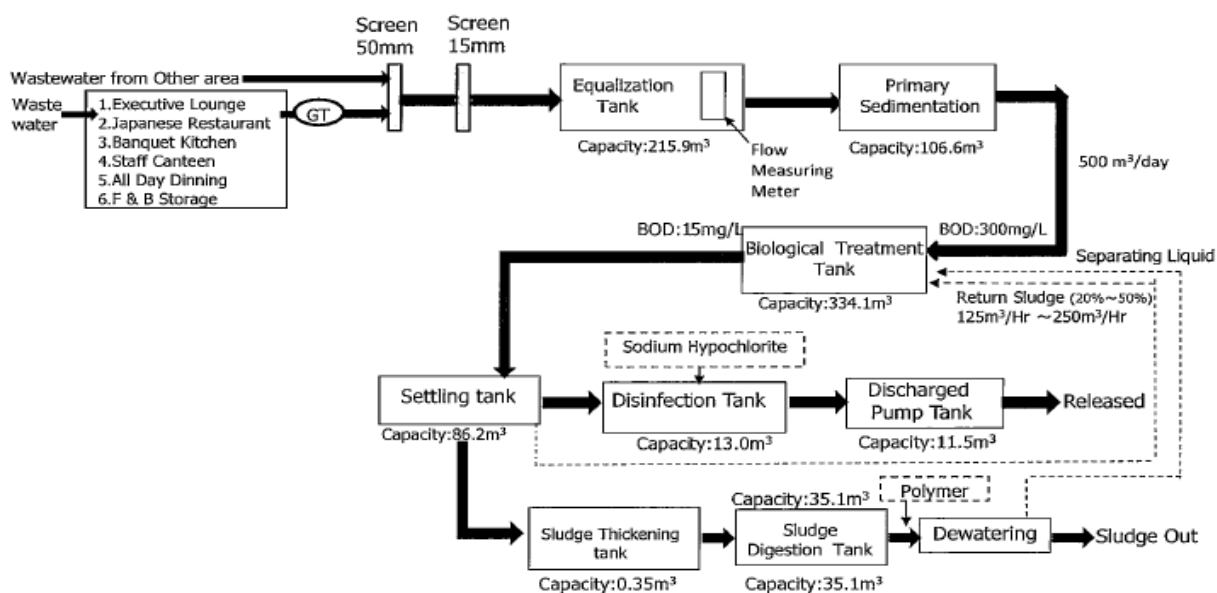 Screen
50mm
Screen
15mm
Wastewater from Other area
Waste
water
1.Executive Lounge
2.Japanese Restaurant
3.Banquet Kitchen
4.Staff Canteen
5.All Day Dinning
6.F & B Storage
GT
Equalization
Tank
Capacity:215.9m³
Flow
Measuring
Meter
Primary
Sedimentation
Capacity:106.6m³
500 m³/day
BOD:15mg/L
BOD:300mg/L
Biological Treatment
Tank
Capacity:334.1m³
Separating Liquid
Return Sludge (20%~50%)
125m³/Hr ~250m³/Hr
Sodium Hypochlorite
Settling tank
Capacity:86.2m³
Disinfection Tank
Capacity:13.0m³
Discharged
Pump Tank
Capacity:11.5m³
Released
Sludge Thickening
tank
Capacity:0.35m³
Capacity:35.1m³
Sludge
Digestion Tank
Capacity:35.1m³
Polymer
Dewatering
Sludge Out